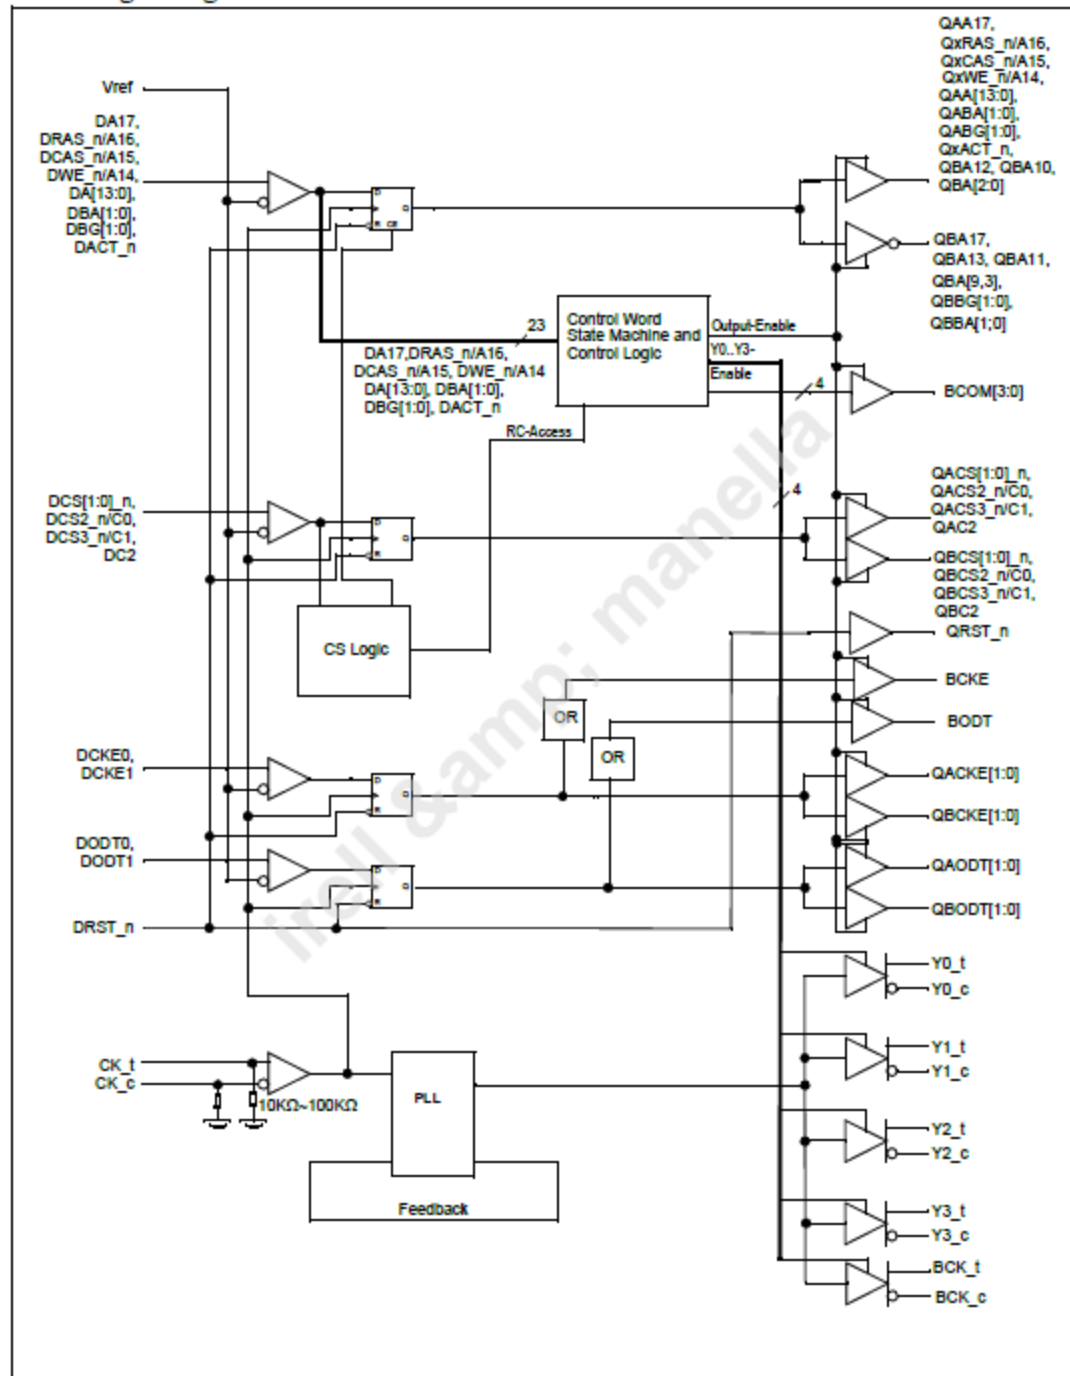 QAA17,
QxRAS_n/A16,
QxCAS_n/A15,
QxWE_n/A14,
QAA[13:0],
QABA[1:0],
QABG[1:0],
QxACT_n,
QBA12, QBA10,
QBA[2:0]
Vref
DA17,
DRAS_n/A16,
DCAS_n/A15,
DWE_n/A14,
DA[13:0],
DBA[1:0],
DBG[1:0],
DACT_n
D
R CE
Q
QBA17,
QBA13, QBA11,
QBA[9,3],
QBBG[1:0],
QBBA[1;0]
23
Control Word
State Machine and
Control Logic
Output-Enable
Y0..Y3-
Enable
DA17,DRAS_n/A16,
DCAS_n/A15, DWE_n/A14
DA[13:0], DBA[1:0],
DBG[1:0], DACT_n
4
BCOM[3:0]
RC-Access
4
DCS[1:0]_n,
DCS2_n/C0,
DCS3_n/C1,
DC2
D
R
Q
QACS[1:0]_n,
QACS2_n/C0,
QACS3_n/C1,
QAC2
QBCS[1:0]_n,
QBCS2_n/C0,
QBCS3_n/C1,
QBC2
CS Logic
QRST_n
BCKE
OR
BODT
OR
DCKE0,
DCKE1
D
R
Q
QACKE[1:0]
QBCKE[1:0]
DODT0,
DODT1
D
R
Q
QAODT[1:0]
QBODT[1:0]
DRST_n
irell &amp; manella
Y0_t
Y0_c
CK_t
CK_c
10KΩ~100KΩ
PLL
Feedback
Y1_t
Y1_c
Y2_t
Y2_c
Y3_t
Y3_c
BCK_t
BCK_c